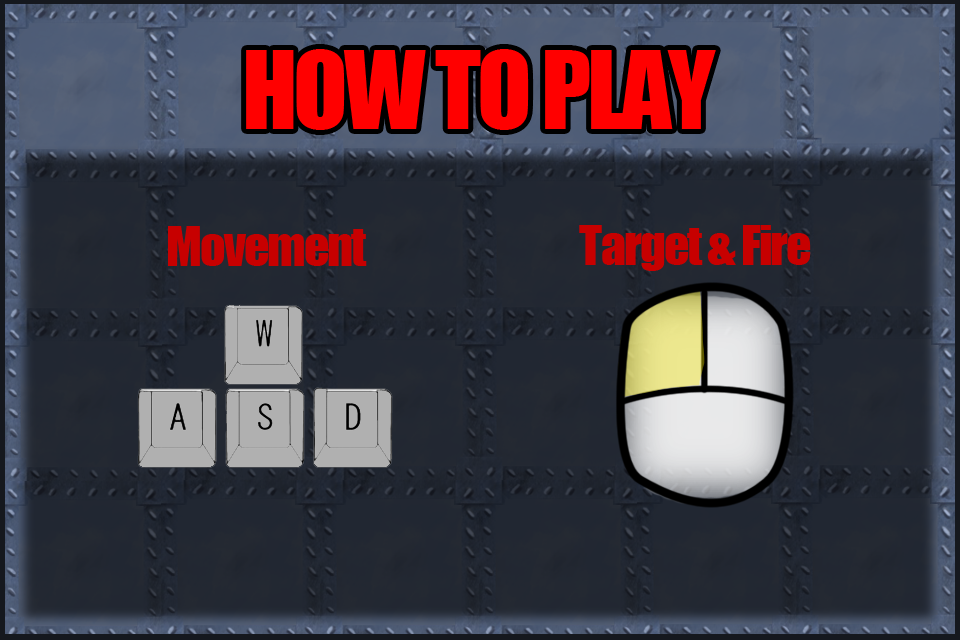 HOW TO PLAY
Movement
Target & Fire
W
A S D